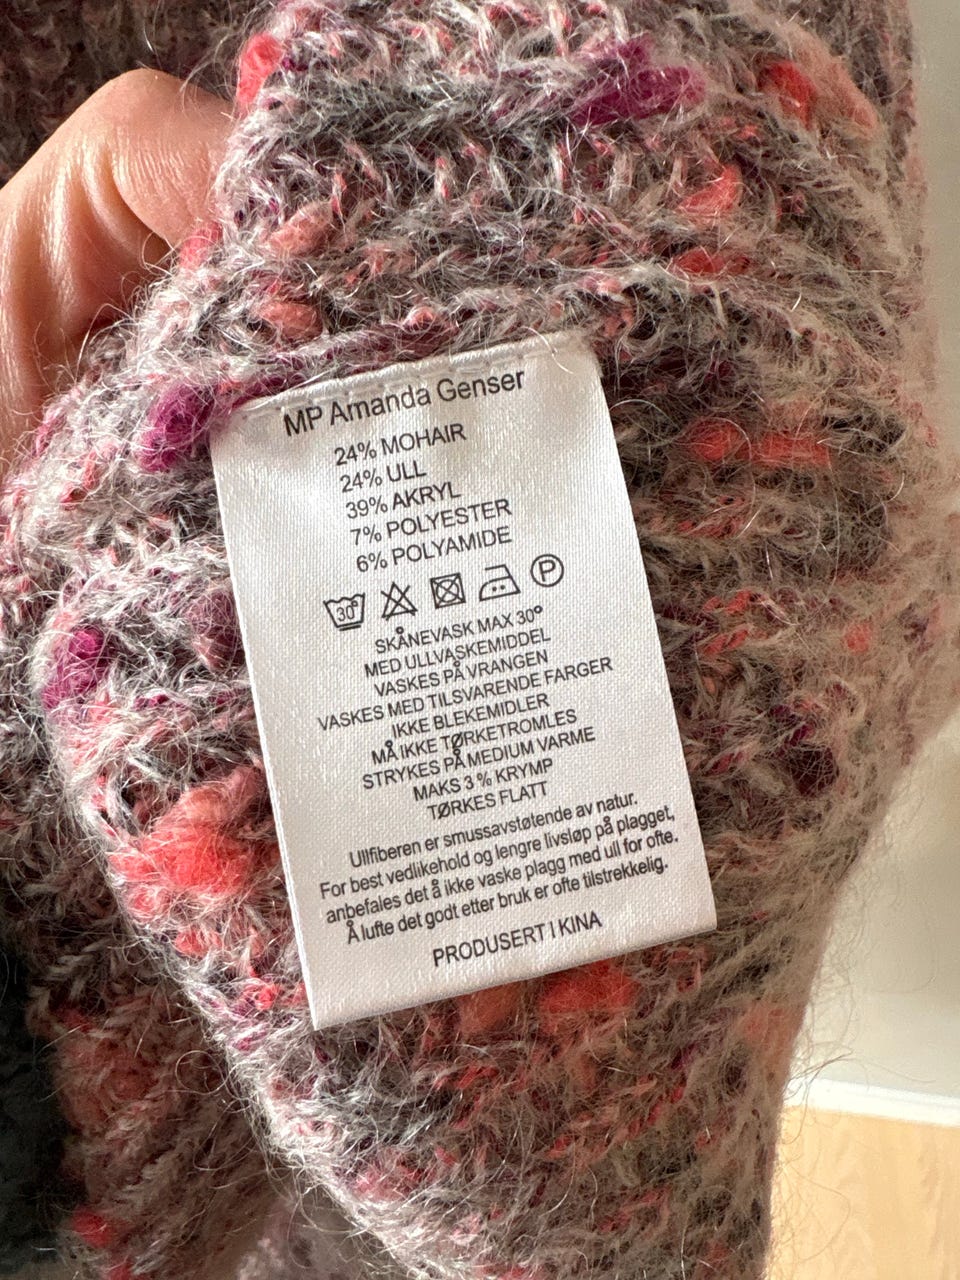 MP Amanda Genser
24% MOHAIR
24% ULL
39% AKRYL
7% POLYESTER
6% POLYAMIDE
30° P
SKÅNEVASK MAX 30°
MED ULLVASKEMIDDEL
VASKES PÅ VRANGEN
VASKES MED TILSVARENDE FARGER
IKKE BLEKEMIDLER
MÅ IKKE TØRKETROMLES
STRYKES PÅ MEDIUM VARME
MAKS 3 % KRYMP
TØRKES FLATT
Ullfiberen er smussavstøtende av natur.
For best vedlikehold og lengre livsløp på plagget,
anbefales det å ikke vaske plagg med ull for ofte.
Å lufte det godt etter bruk er ofte tilstrekkelig.
PRODUSERT I KINA